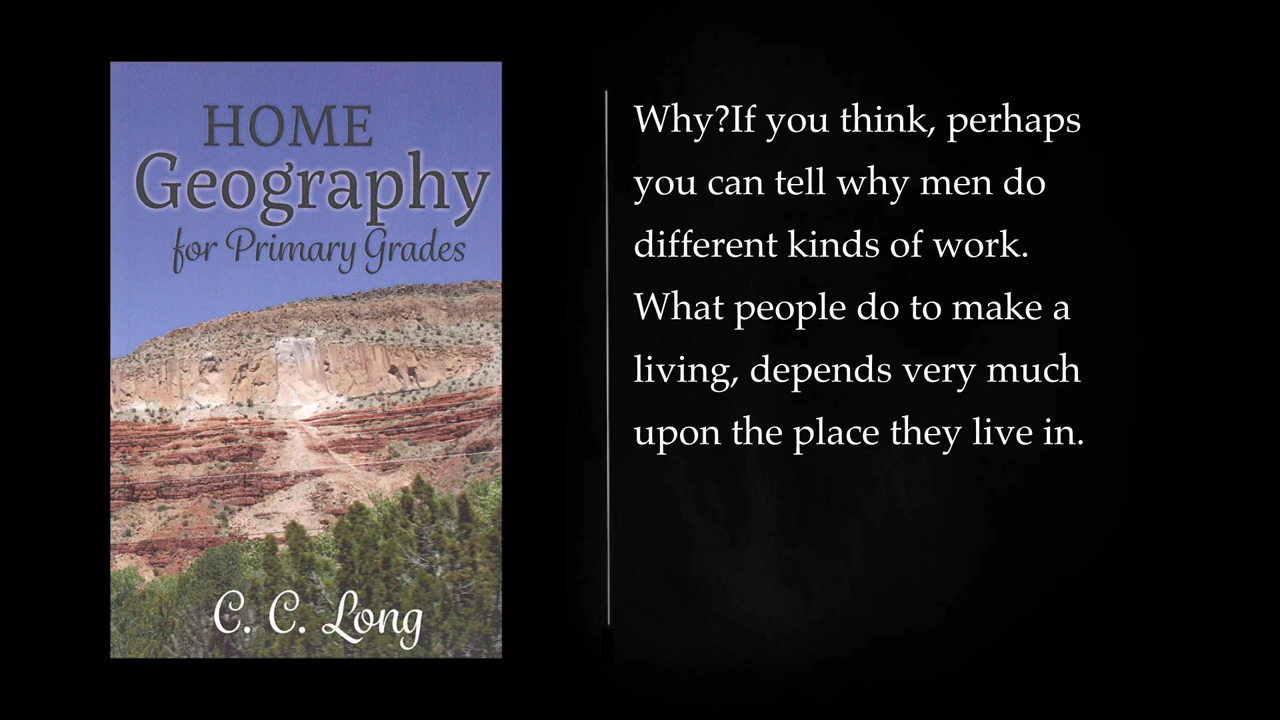 HOME
Geography
for Primary Grades
C. C. Long
Why?If you think, perhaps
you can tell why men do
different kinds of work.
What people do to make a
living, depends very much
upon the place they live in.